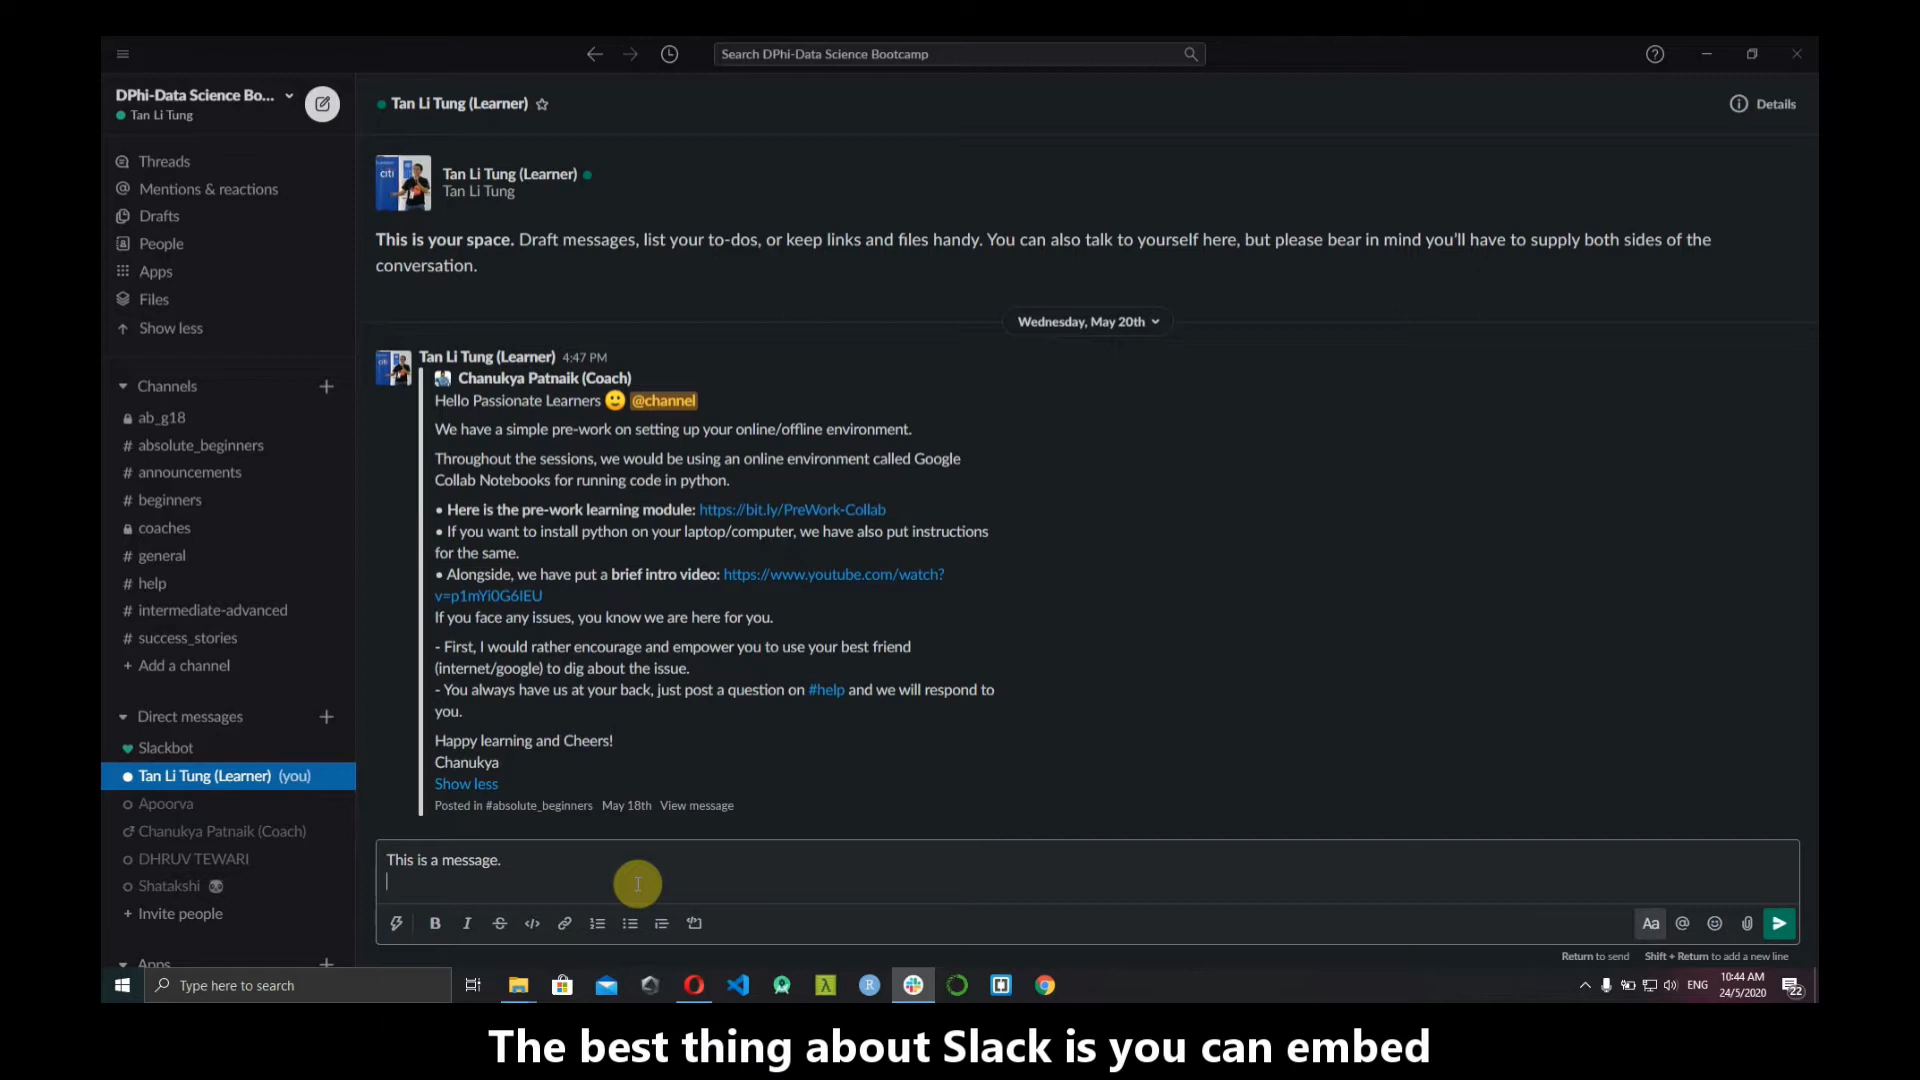 Search DPhi-Data Science Bootcamp
DPhi-Data Science Bo...
Tan Li Tung
Threads
Mentions & reactions
Drafts
People
Apps
Files
Show less
Channels
ab_g18
# absolute_beginners
# announcements
# beginners
coaches
# general
# help
# intermediate-advanced
# success_stories
+ Add a channel
Direct messages
Slackbot
Tan Li Tung (Learner) (you)
Apoorva
Chanukya Patnaik (Coach)
DHRUV TEWARI
Shatakshi
+ Invite people
Apps
Tan Li Tung (Learner)
Details
citi
Tan Li Tung (Learner)
Tan Li Tung
This is your space. Draft messages, list your to-dos, or keep links and files handy. You can also talk to yourself here, but please bear in mind you'll have to supply both sides of the
conversation.
Wednesday, May 20th
Tan Li Tung (Learner) 4:47 PM
Chanukya Patnaik (Coach)
Hello Passionate Learners 🙂 @channel
We have a simple pre-work on setting up your online/offline environment.
Throughout the sessions, we would be using an online environment called Google
Collab Notebooks for running code in python.
• Here is the pre-work learning module: https://bit.ly/PreWork-Collab
• If you want to install python on your laptop/computer, we have also put instructions
for the same.
• Alongside, we have put a brief intro video: https://www.youtube.com/watch?
v=p1mYi0G6IEU
If you face any issues, you know we are here for you.
- First, I would rather encourage and empower you to use your best friend
(internet/google) to dig about the issue.
- You always have us at your back, just post a question on #help and we will respond to
you.
Happy learning and Cheers!
Chanukya
Show less
Posted in #absolute_beginners May 18th View message
This is a message.
B I S </> Aa @
Return to send Shift + Return to add a new line
Type here to search
ENG
10:44 AM
24/5/2020
22
The best thing about Slack is you can embed